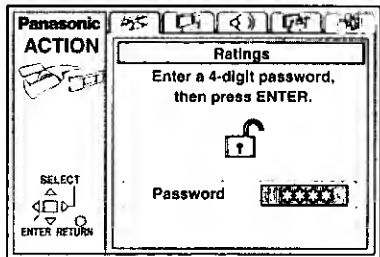 Panasonic
ACTION
Ratings
Enter a 4-digit password,
then press ENTER.
Password
SELECT
ENTER RETURN